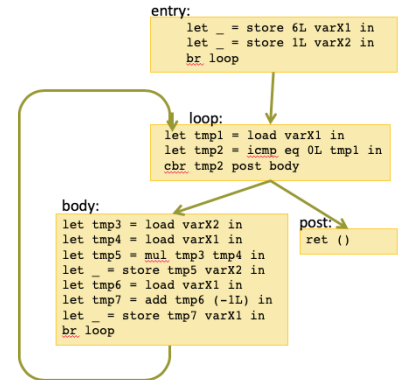 entry:
let _ = store 6L varX1 in
let _ = store 1L varX2 in
br loop
loop:
let tmp1 = load varX1 in
let tmp2 = icmp eq 0L tmp1 in
cbr tmp2 post body
body:
let tmp3 = load varX2 in
let tmp4 = load varX1 in
let tmp5 = mul tmp3 tmp4 in
let _ = store tmp5 varX2 in
let tmp6 = load varX1 in
let tmp7 = add tmp6 (-1L) in
let _ = store tmp7 varX1 in
br loop
post:
ret ()